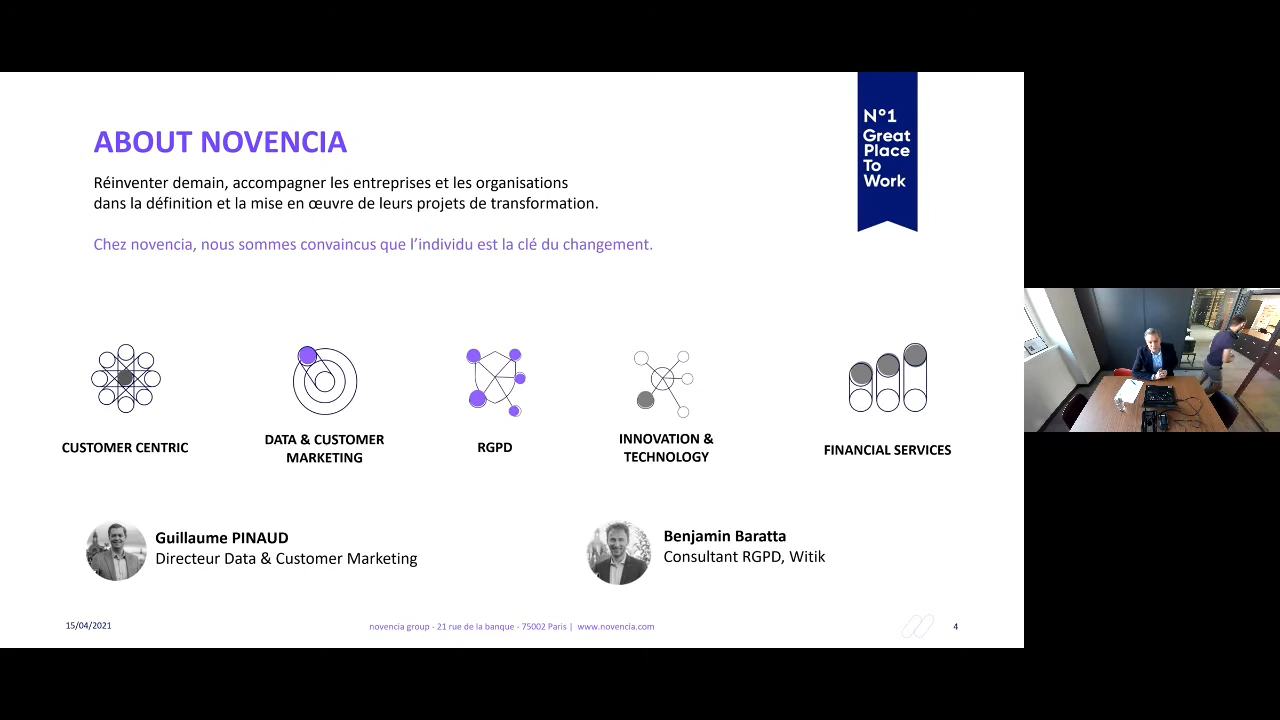 N°1
Great
Place
To
Work
ABOUT NOVENCIA
Réinventer demain, accompagner les entreprises et les organisations
dans la définition et la mise en œuvre de leurs projets de transformation.
Chez novencia, nous sommes convaincus que l’individu est la clé du changement.
CUSTOMER CENTRIC
DATA & CUSTOMER
MARKETING
RGPD
INNOVATION &
TECHNOLOGY
FINANCIAL SERVICES
Guillaume PINAUD
Directeur Data & Customer Marketing
Benjamin Baratta
Consultant RGPD, Witik
15/04/2021
novencia group - 21 rue de la banque - 75002 Paris | www.novencia.com
4